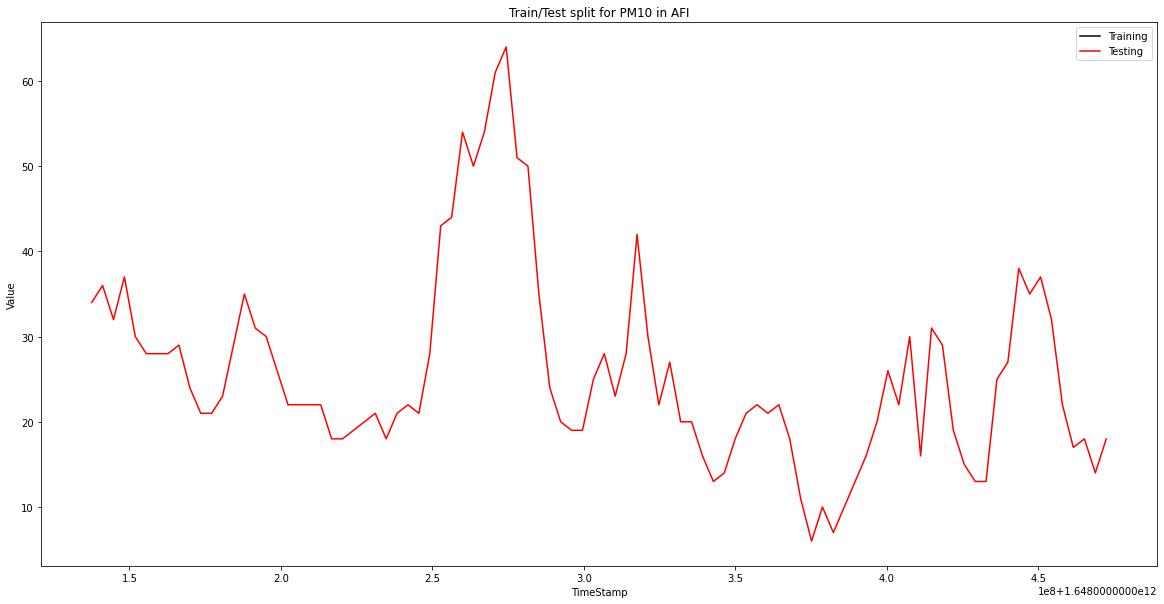 Train/Test split for PM10 in AFI
Training
Testing
Value
60
50
40
30
20
10
1.5 2.0 2.5 3.0 3.5 4.0 4.5
TimeStamp
1e8+1.6480000000e12